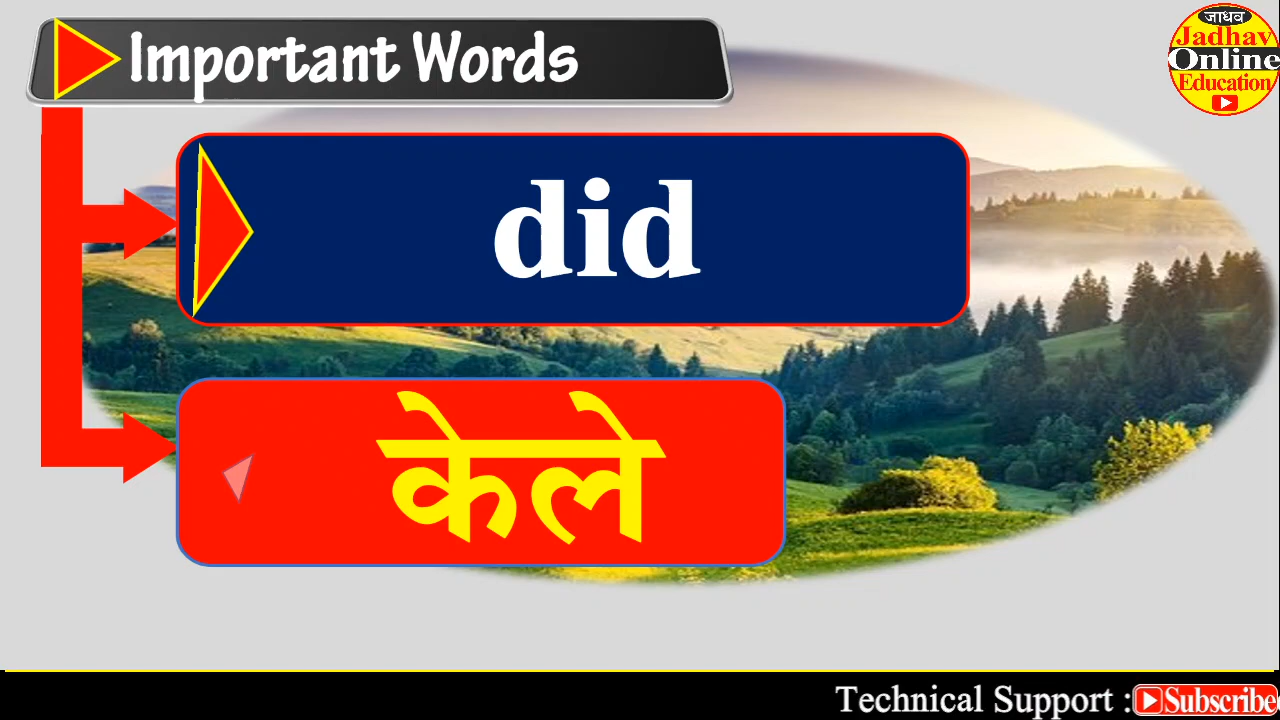 Important Words
जाधव
Jadhav
Online
Education
did
केले
Technical Support :
Subscribe